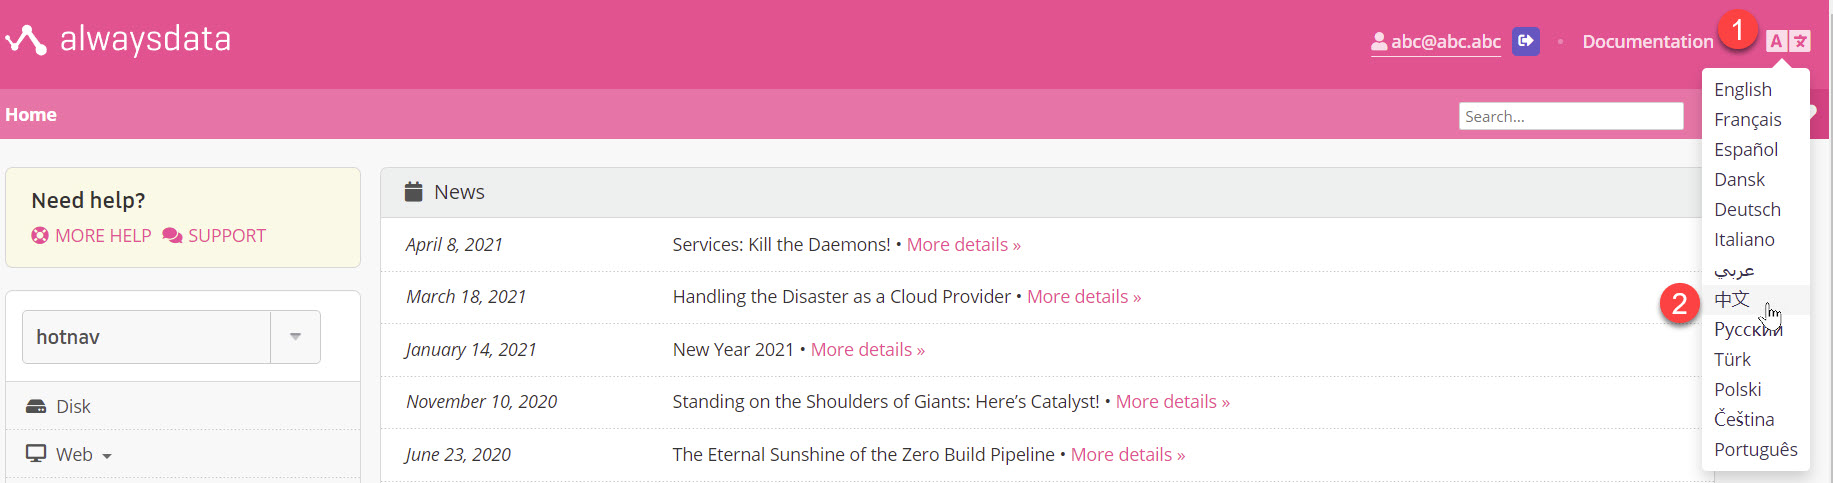 alwaysdata
abc@abc.abc
Documentation
1
A文
Home
Search...
English
Français
Español
Dansk
Deutsch
Italiano
عربي
2
中文
Русский
Türk
Polski
Čeština
Português
Need help?
MORE HELP SUPPORT
hotnav
Disk
Web
News
April 8, 2021 Services: Kill the Daemons! • More details »
March 18, 2021 Handling the Disaster as a Cloud Provider • More details »
January 14, 2021 New Year 2021 • More details »
November 10, 2020 Standing on the Shoulders of Giants: Here’s Catalyst! • More details »
June 23, 2020 The Eternal Sunshine of the Zero Build Pipeline • More details »